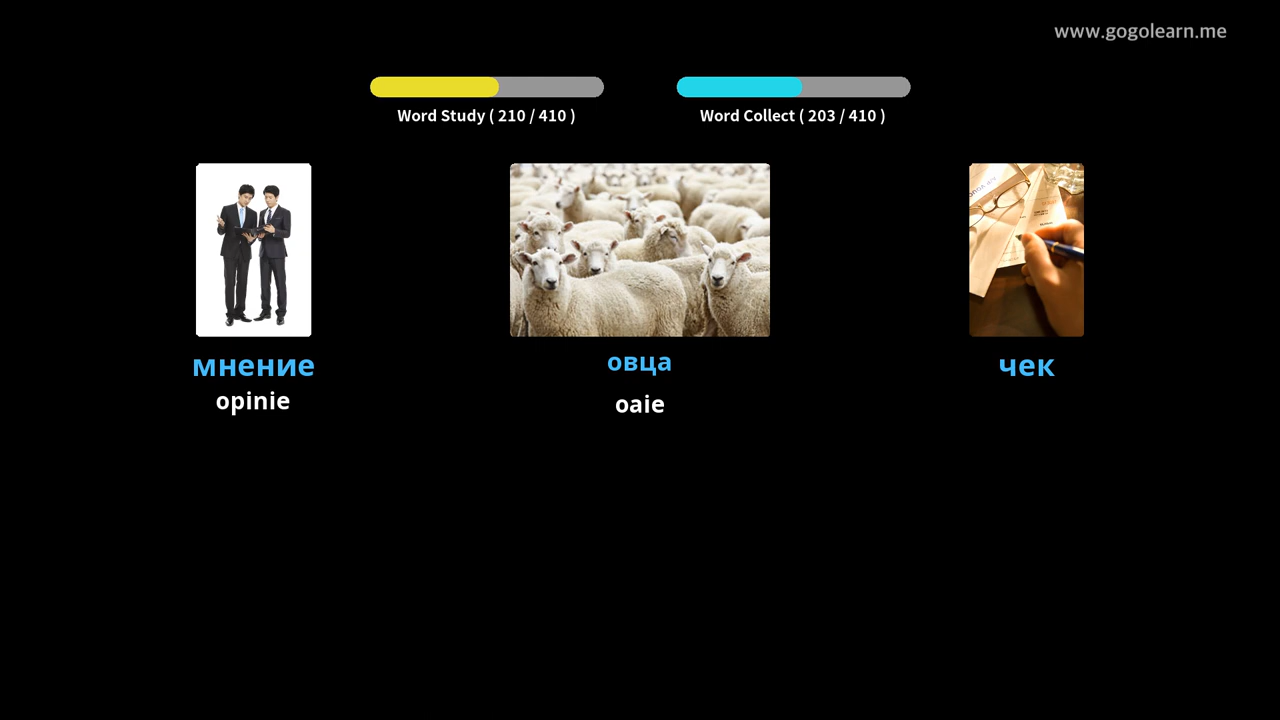 www.gogolearn.me
Word Study ( 210 / 410 )
Word Collect ( 203 / 410 )
мнение
opinie
овца
oaie
чек